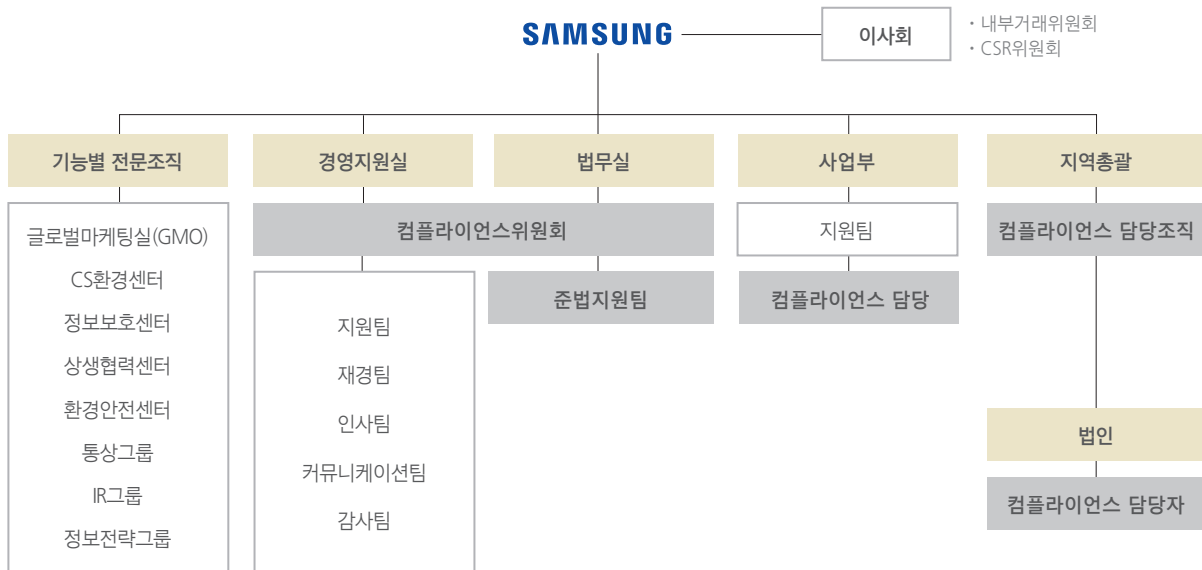 SAMSUNG
이사회
· 내부거래위원회
· CSR위원회
기능별 전문조직
글로벌마케팅실(GMO)
CS환경센터
정보보호센터
상생협력센터
환경안전센터
통상그룹
IR그룹
정보전략그룹
경영지원실
법무실
컴플라이언스위원회
지원팀
재경팀
인사팀
커뮤니케이션팀
감사팀
준법지원팀
사업부
지원팀
컴플라이언스 담당
지역총괄
컴플라이언스 담당조직
법인
컴플라이언스 담당자